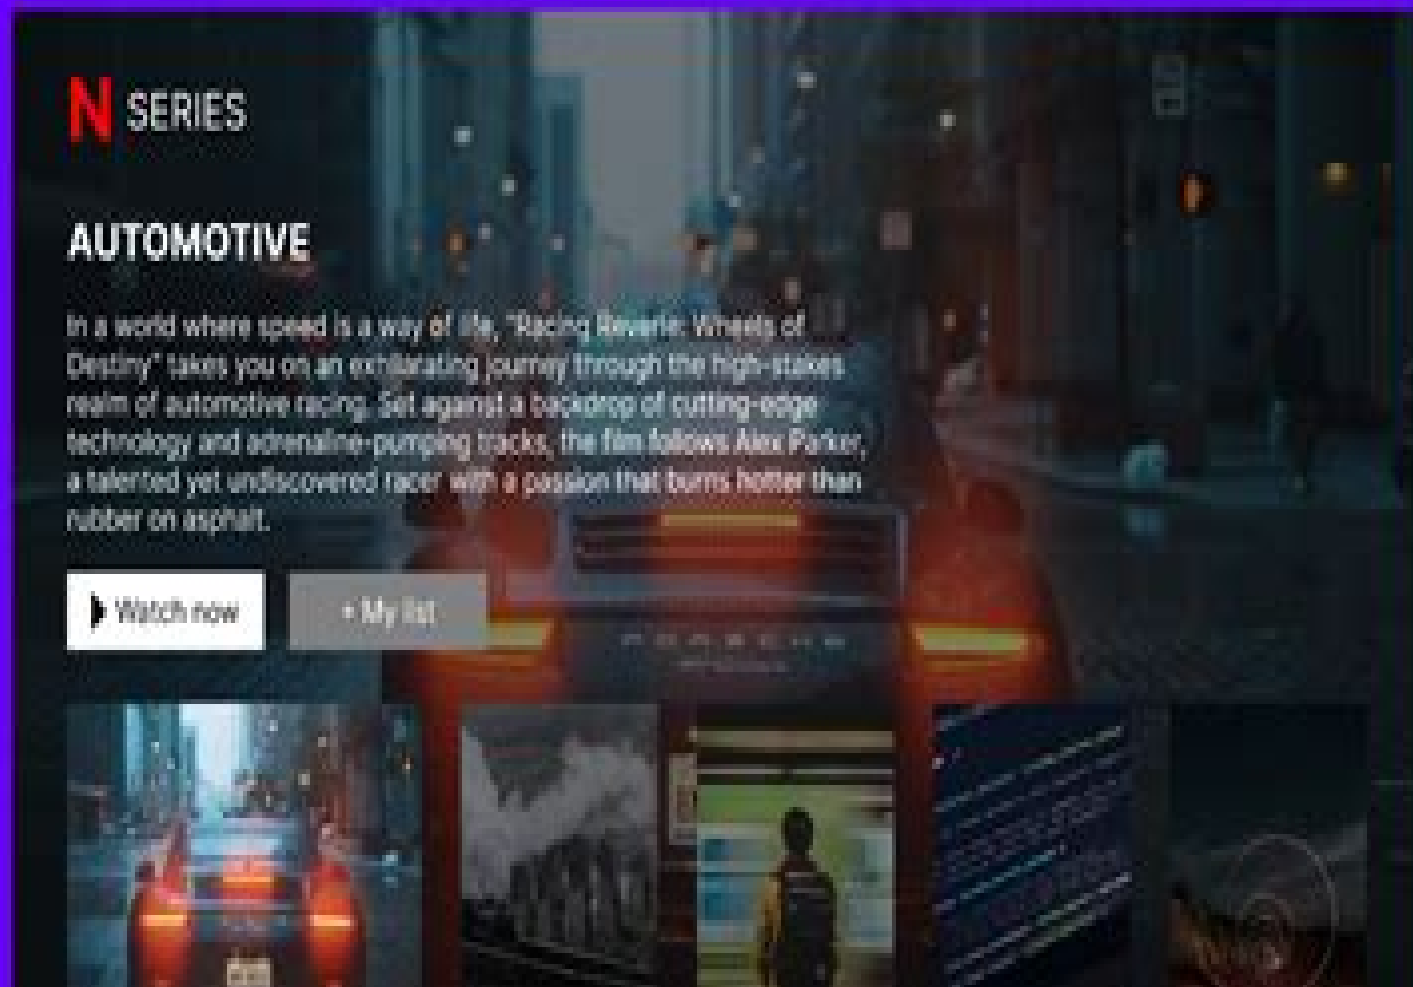 N SERIES
AUTOMOTIVE
In a world where speed is a way of life, "Racing Reverie: Wheels of
Destiny" takes you on an exhilarating journey through the high-stakes
realm of automotive racing. Set against a backdrop of cutting-edge
technology and adrenaline-pumping tracks, the film follows Alex Parker,
a talented yet undiscovered racer with a passion that burns hotter than
rubber on asphalt.
Watch now
+ My list
PORSCHE